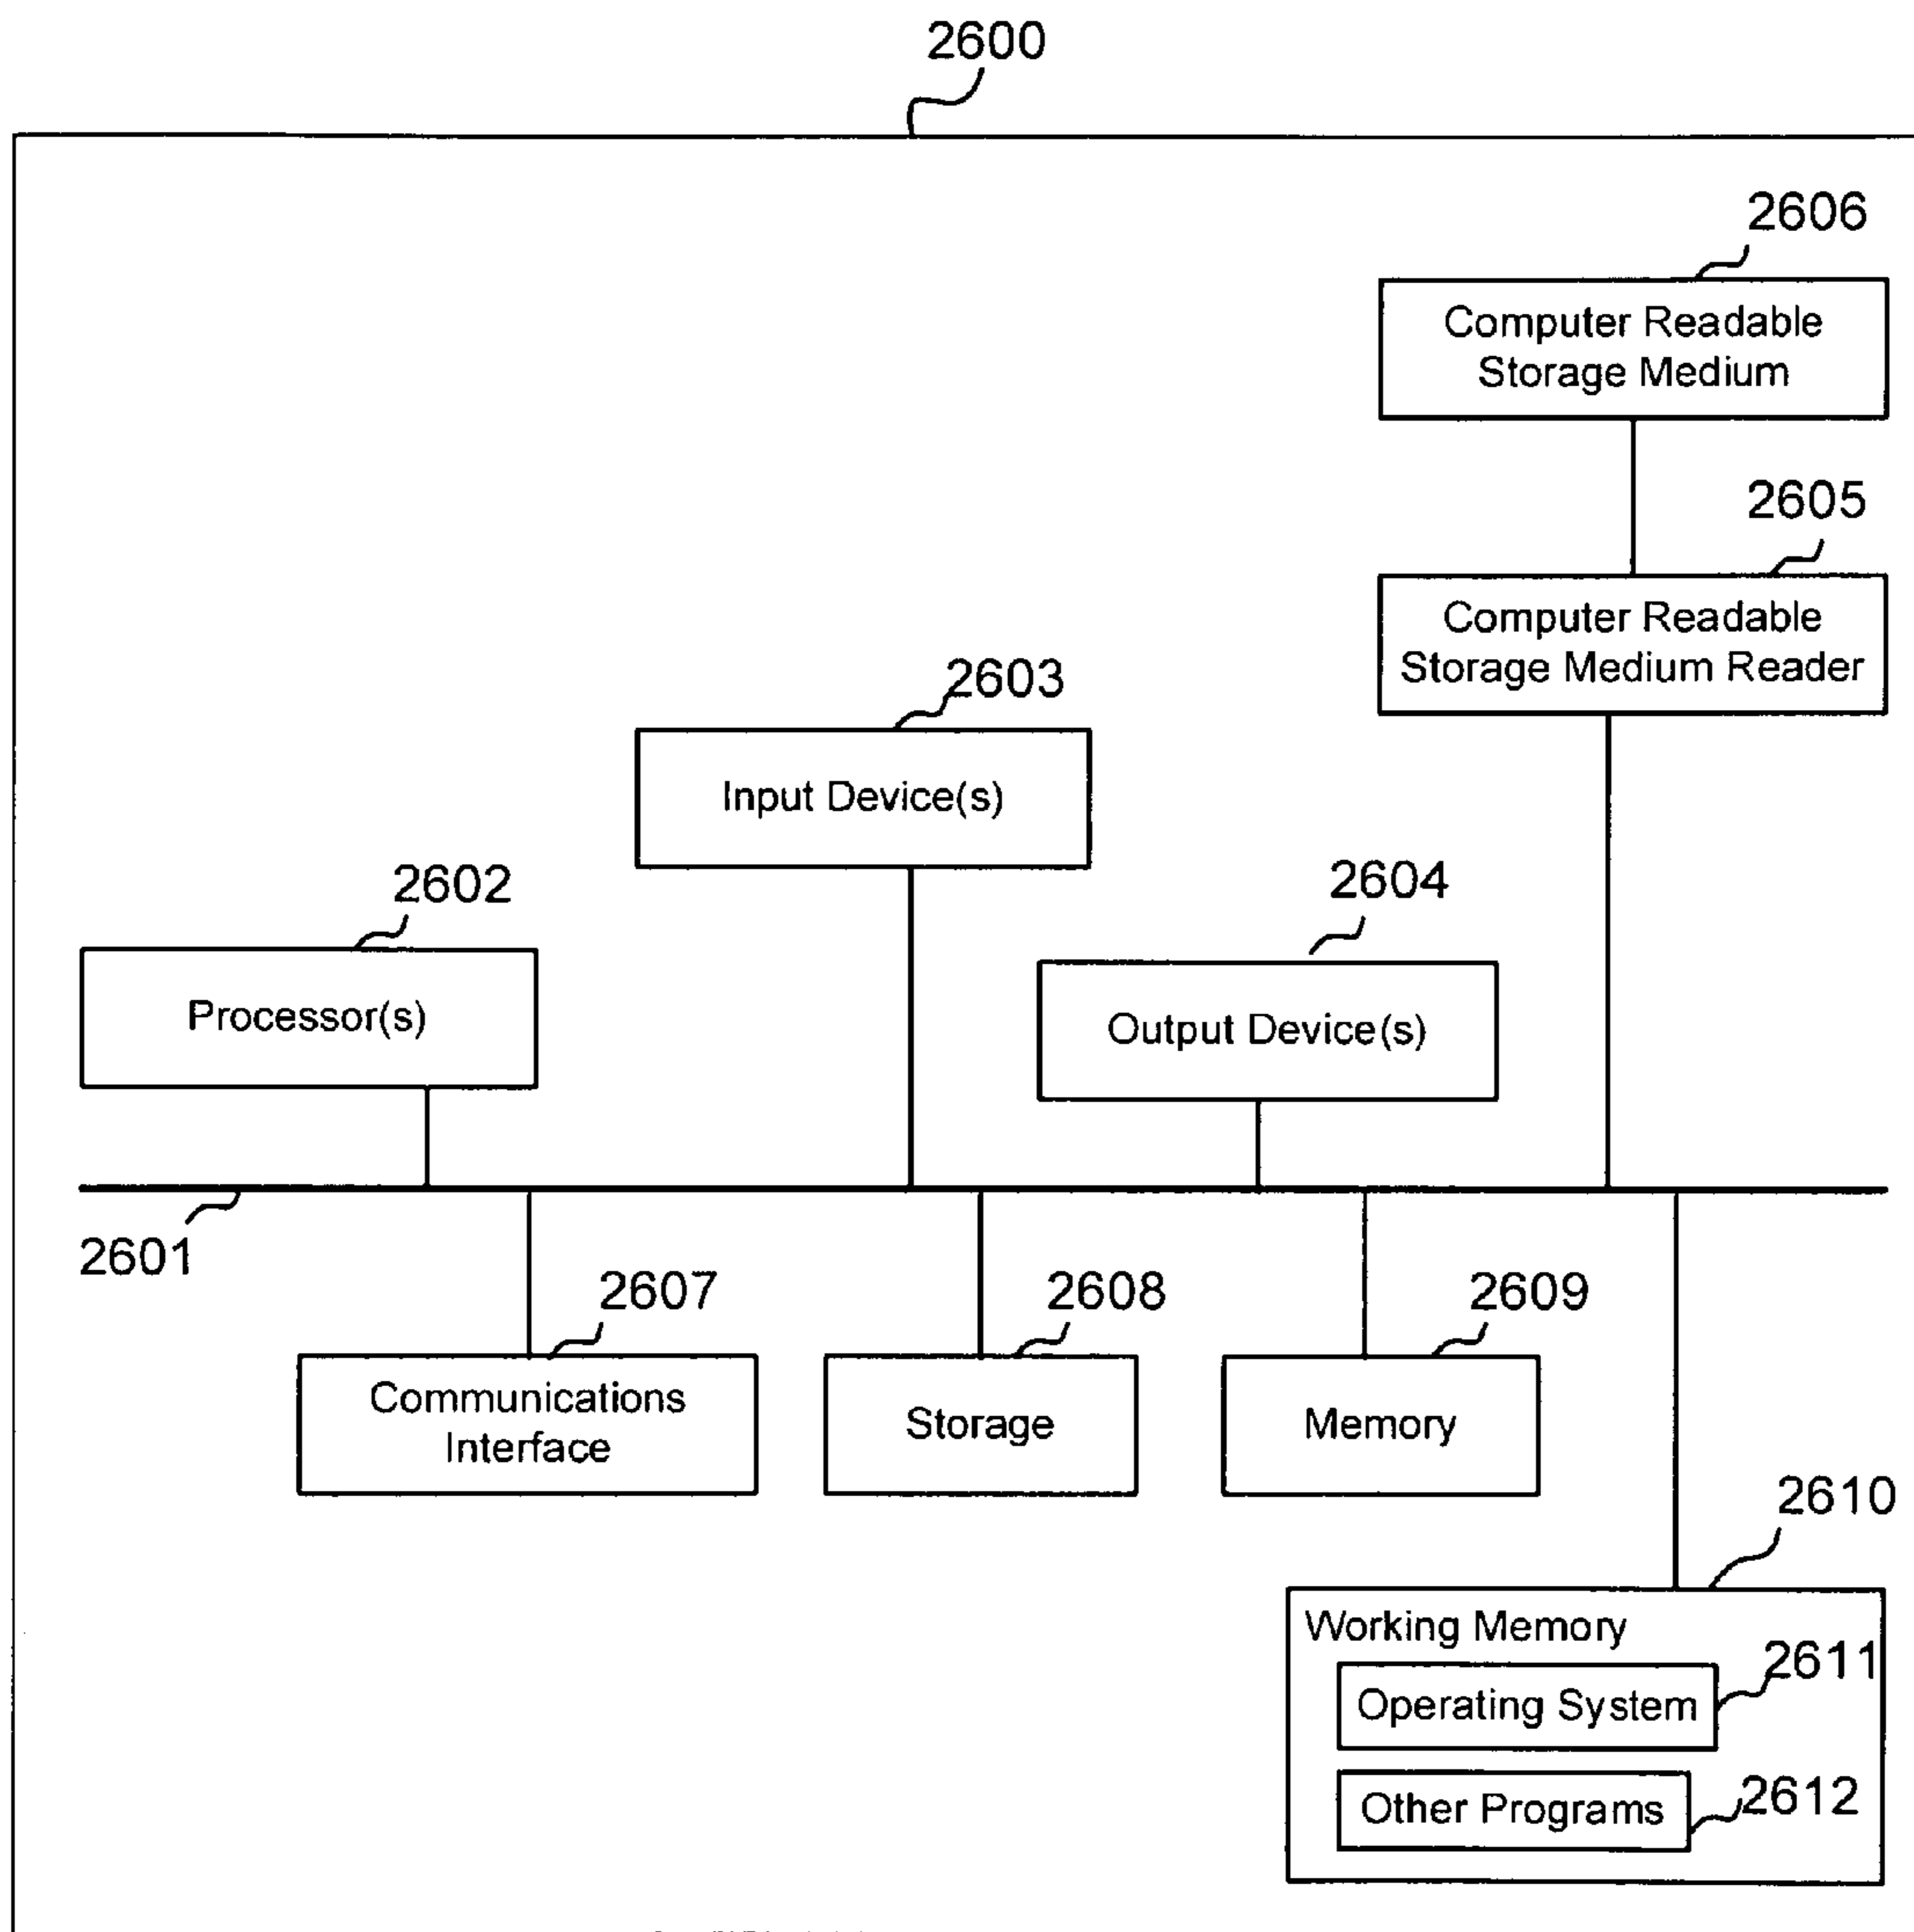 2600
2606
Computer Readable
Storage Medium
2605
Computer Readable
Storage Medium Reader
2603
Input Device(s)
2602
Processor(s)
2604
Output Device(s)
2601
2607
Communications
Interface
2608
Storage
2609
Memory
2610
Working Memory
2611
Operating System
2612
Other Programs